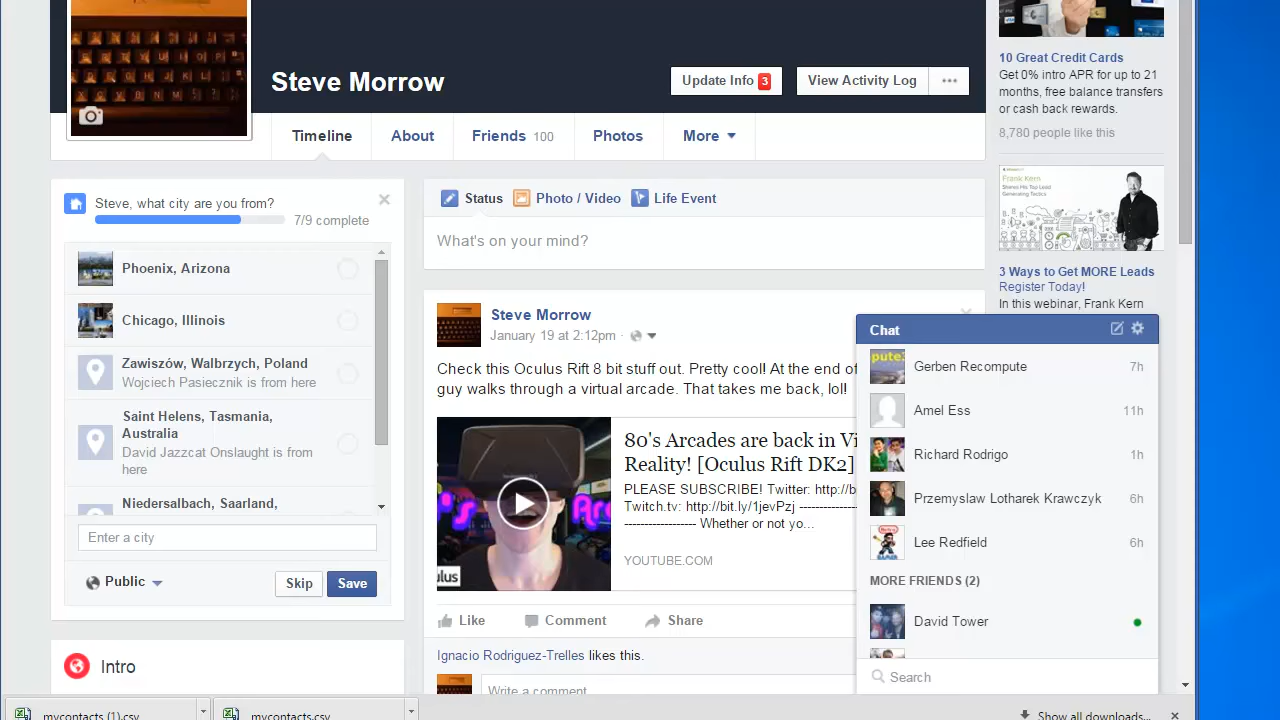 Steve Morrow
Update Info 3
View Activity Log
Timeline
About
Friends 100
Photos
More
Steve, what city are you from?
7/9 complete
Phoenix, Arizona
Chicago, Illinois
Zawiszów, Walbrzych, Poland
Wojciech Pasiecznik is from here
Saint Helens, Tasmania,
Australia
David Jazzcat Onslaught is from
here
Niedersalbach, Saarland,
Enter a city
Public
Skip
Save
Intro
Status
Photo / Video
Life Event
What's on your mind?
Steve Morrow
January 19 at 2:12pm
Check this Oculus Rift 8 bit stuff out. Pretty cool! At the end of
guy walks through a virtual arcade. That takes me back, lol!
80's Arcades are back in Vi
Reality! [Oculus Rift DK2]
PLEASE SUBSCRIBE! Twitter: http://b
Twitch.tv: http://bit.ly/1jevPzj ---------------
------------------ Whether or not yo...
YOUTUBE.COM
Like
Comment
Share
Ignacio Rodriguez-Trelles likes this.
Write a comment
10 Great Credit Cards
Get 0% intro APR for up to 21
months, free balance transfers
or cash back rewards.
8,780 people like this
Frank Kern
3 Ways to Get MORE Leads
Register Today!
In this webinar, Frank Kern
Chat
Gerben Recompute 7h
Amel Ess 11h
Richard Rodrigo 1h
Przemyslaw Lotharek Krawczyk 6h
Lee Redfield 6h
MORE FRIENDS (2)
David Tower
Search
mycontacts (1).csv
mycontacts.csv
Show all downloads...